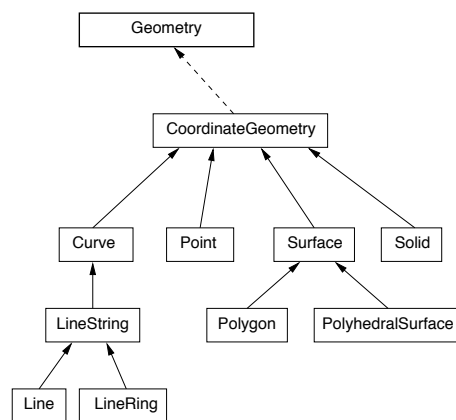 Geometry
CoordinateGeometry
Curve
Point
Surface
Solid
LineString
Polygon
PolyhedralSurface
Line
LineRing